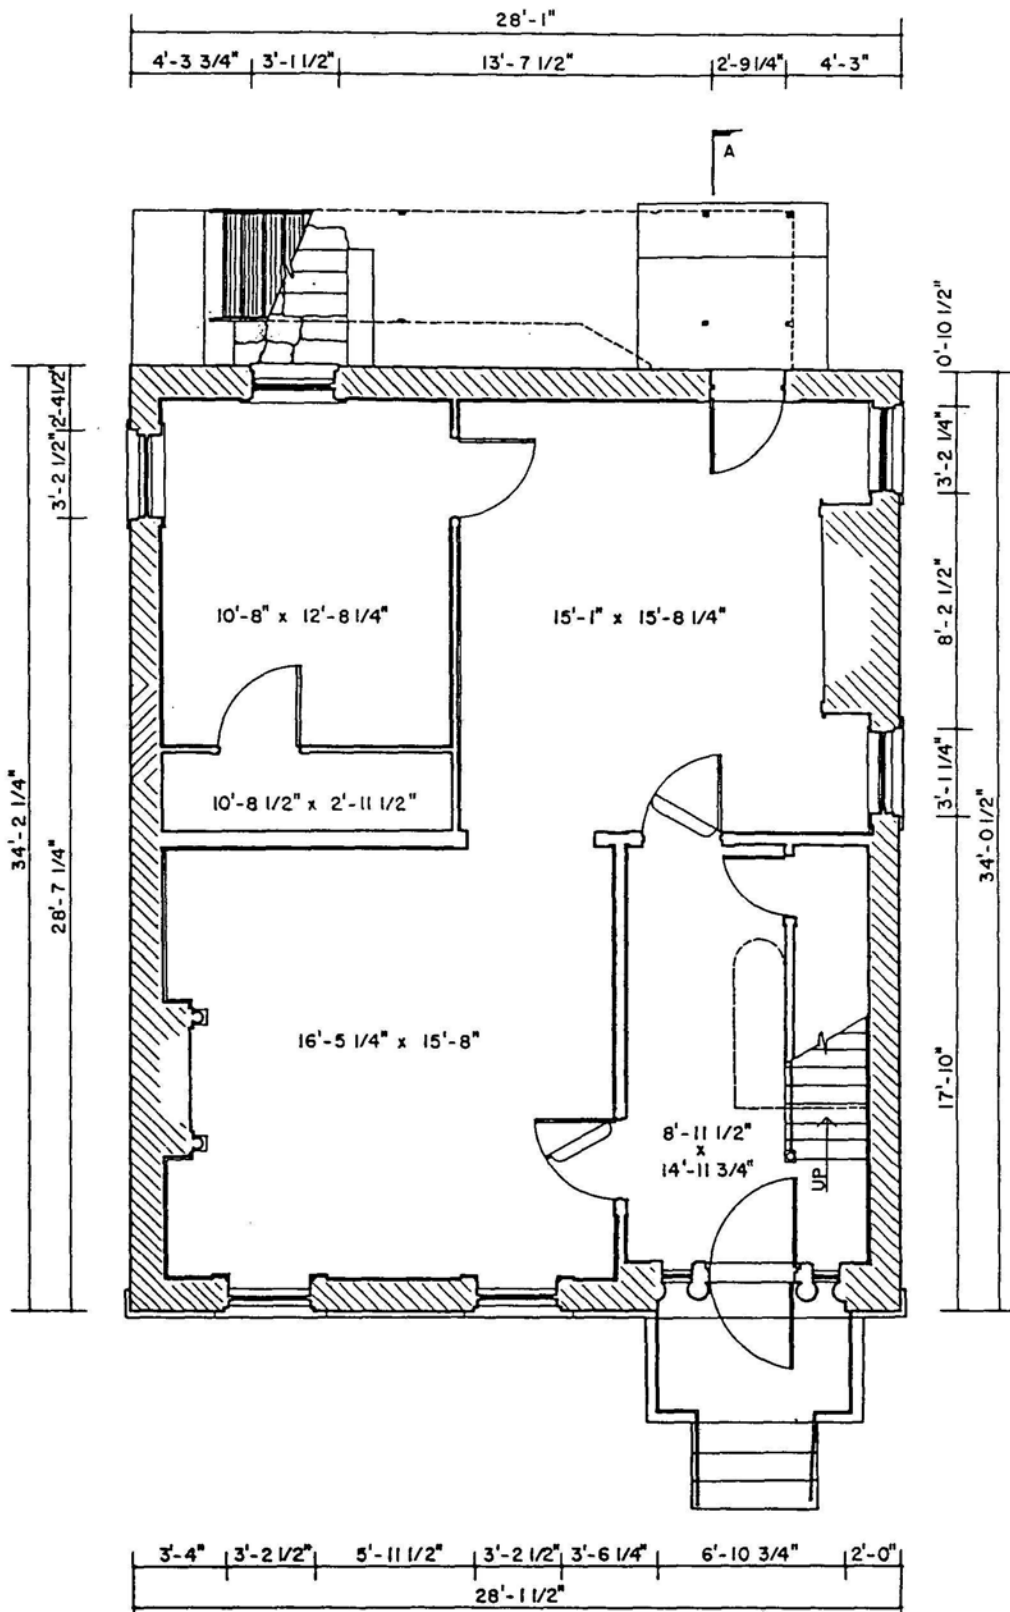 28'-1"
4'-3 3/4" 3'-1 1/2" 13'-7 1/2" 2'-9 1/4" 4'-3"
A
0'-10 1/2"
2'-4 1/2"
3'-2 1/2"
3'-2 1/4"
10'-8" x 12'-8 1/4"
15'-1" x 15'-8 1/4"
8'-2 1/2"
10'-8 1/2" x 2'-11 1/2"
3'-1 1/4"
34'-2 1/4"
28'-7 1/4"
34'-0 1/2"
16'-5 1/4" x 15'-8"
17'-10"
8'-11 1/2"
x
14'-11 3/4"
UP
3'-4" 3'-2 1/2" 5'-11 1/2" 3'-2 1/2" 3'-6 1/4" 6'-10 3/4" 2'-0"
28'-1 1/2"